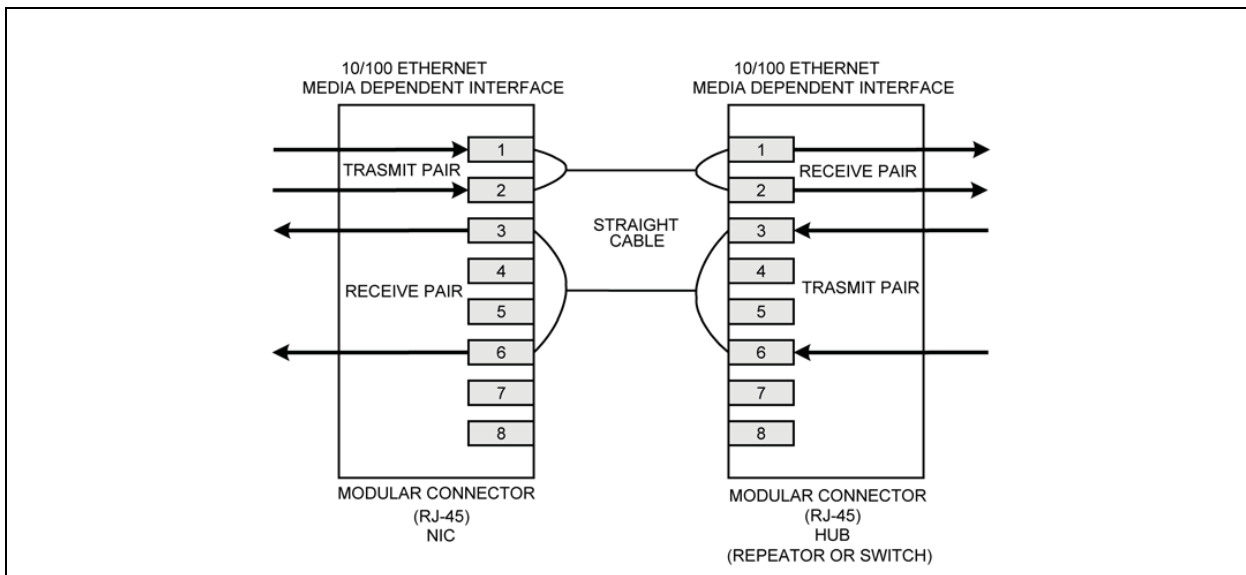 10/100 ETHERNET
MEDIA DEPENDENT INTERFACE
1
TRASMIT PAIR
2
3
4
RECEIVE PAIR
5
6
7
8
MODULAR CONNECTOR
(RJ-45)
NIC
STRAIGHT
CABLE
10/100 ETHERNET
MEDIA DEPENDENT INTERFACE
1
RECEIVE PAIR
2
3
4
TRASMIT PAIR
5
6
7
8
MODULAR CONNECTOR
(RJ-45)
HUB
(REPEATOR OR SWITCH)